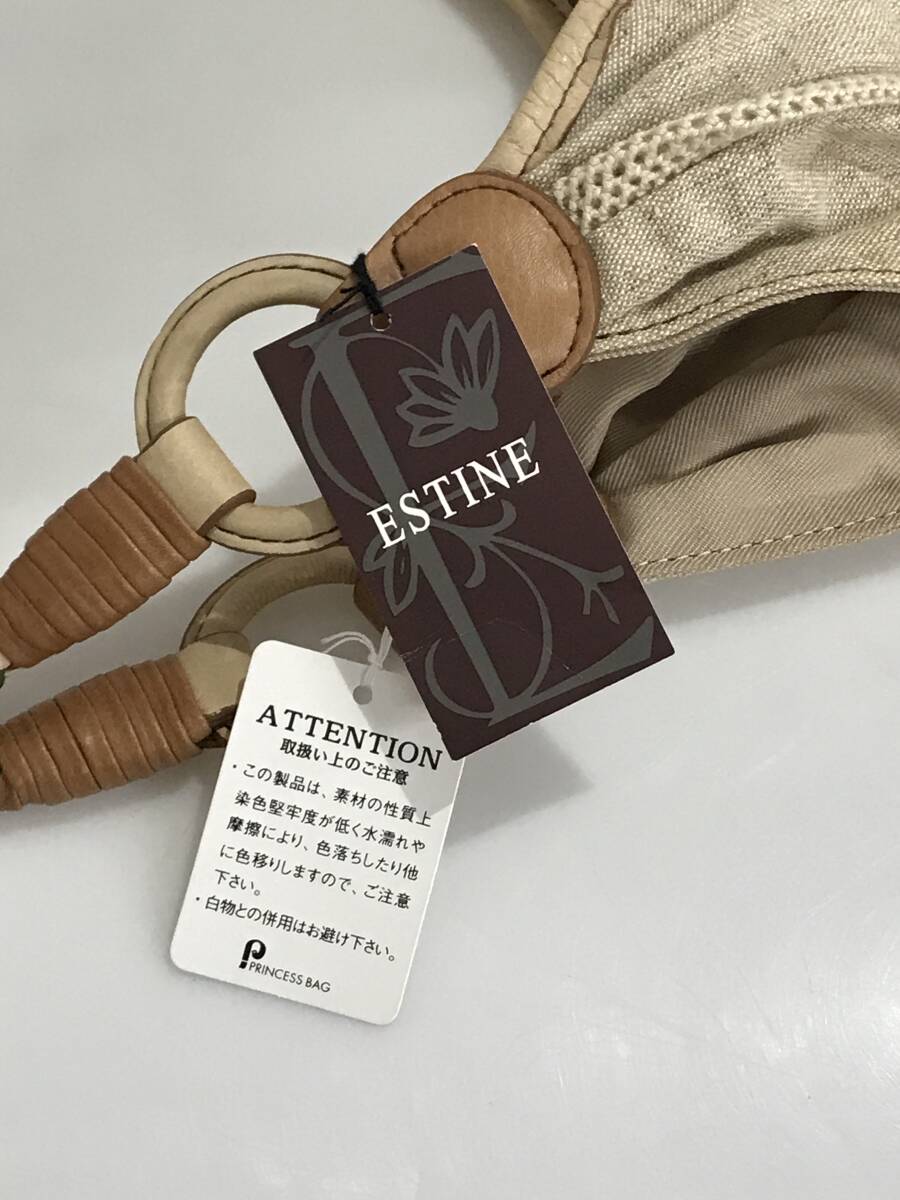 ESTINE
ATTENTION
取扱い上のご注意
・この製品は、素材の性質上
染色堅牢度が低く水濡れや
摩擦により、色落ちしたり他
に色移りしますので、ご注意
下さい。
・白物との併用はお避け下さい。
PRINCESS BAG